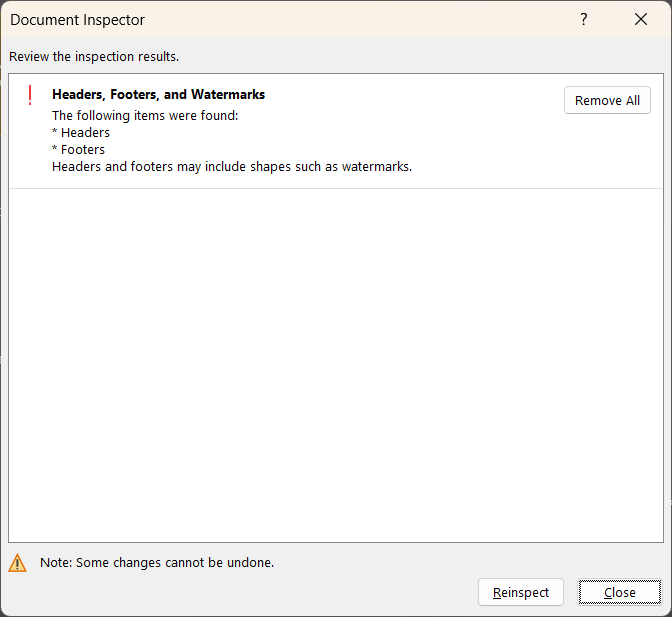 Document Inspector
?
Review the inspection results.
! Headers, Footers, and Watermarks
Remove All
The following items were found:
* Headers
* Footers
Headers and footers may include shapes such as watermarks.
Note: Some changes cannot be undone.
Reinspect
Close